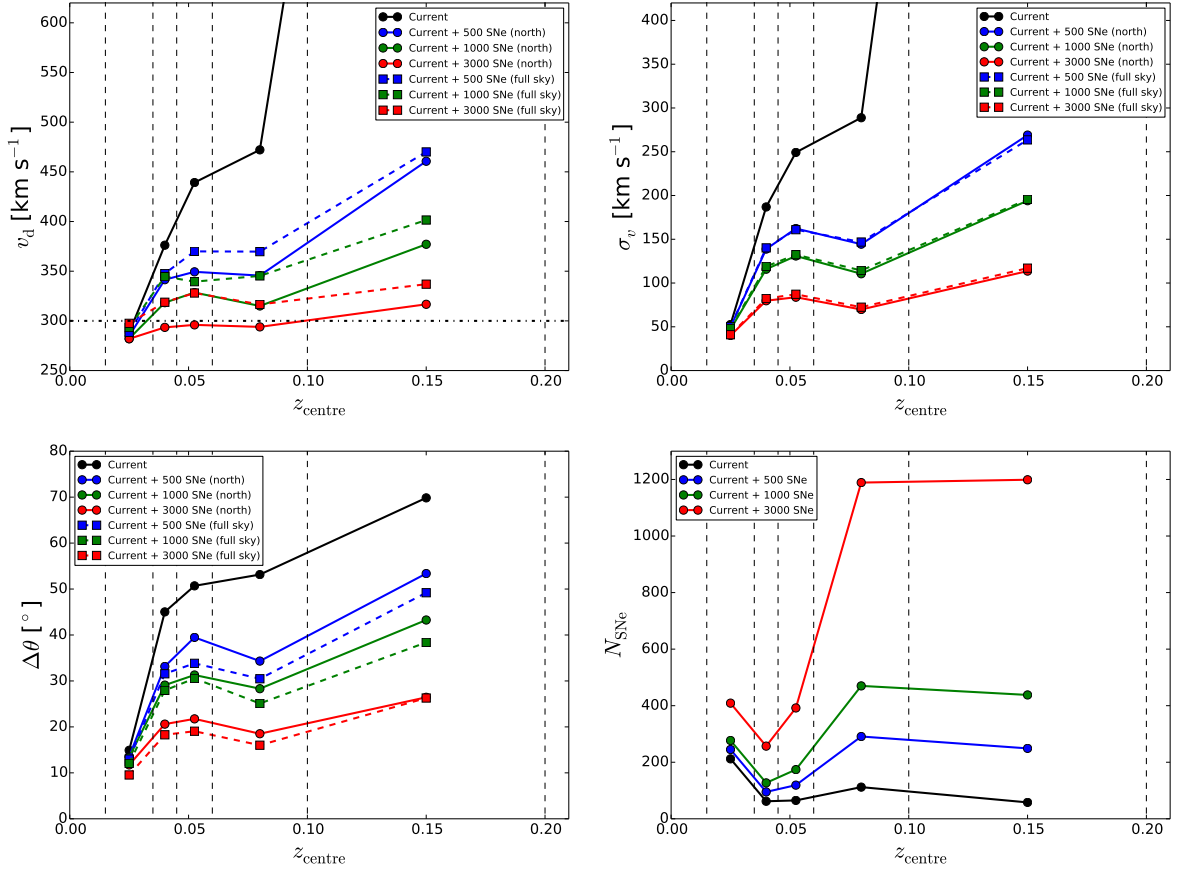 600
550
500
450
400
350
300
250
v_d [km s^−1]
0.00
0.05
0.10
0.15
0.20
z_centre
Current
Current + 500 SNe (north)
Current + 1000 SNe (north)
Current + 3000 SNe (north)
Current + 500 SNe (full sky)
Current + 1000 SNe (full sky)
Current + 3000 SNe (full sky)
400
350
300
250
200
150
100
50
0
σ_v [km s^−1]
0.00
0.05
0.10
0.15
0.20
z_centre
Current
Current + 500 SNe (north)
Current + 1000 SNe (north)
Current + 3000 SNe (north)
Current + 500 SNe (full sky)
Current + 1000 SNe (full sky)
Current + 3000 SNe (full sky)
80
70
60
50
40
30
20
10
0
Δθ [°]
0.00
0.05
0.10
0.15
0.20
z_centre
Current
Current + 500 SNe (north)
Current + 1000 SNe (north)
Current + 3000 SNe (north)
Current + 500 SNe (full sky)
Current + 1000 SNe (full sky)
Current + 3000 SNe (full sky)
1200
1000
800
600
400
200
0
N_SNe
0.00
0.05
0.10
0.15
0.20
z_centre
Current
Current + 500 SNe
Current + 1000 SNe
Current + 3000 SNe